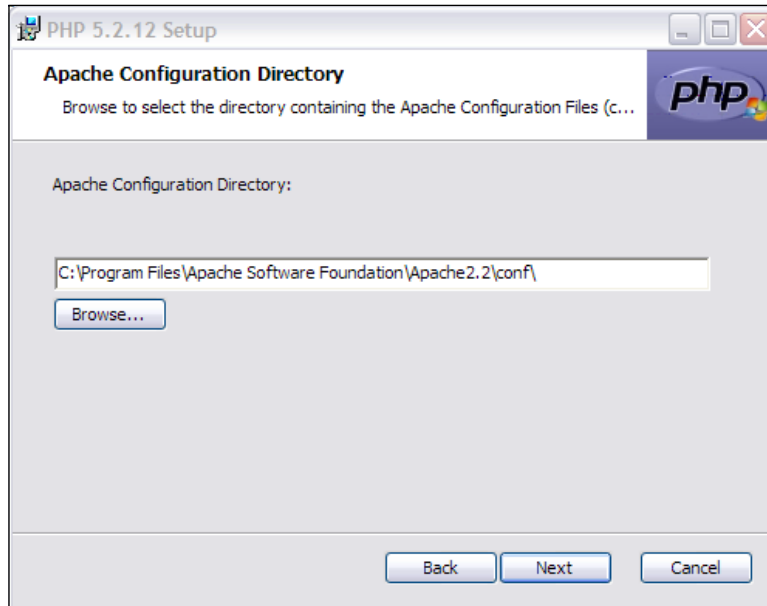 PHP 5.2.12 Setup
Apache Configuration Directory
Browse to select the directory containing the Apache Configuration Files (c...
php
Apache Configuration Directory:
C:\Program Files\Apache Software Foundation\Apache2.2\conf\
Browse...
Back Next Cancel